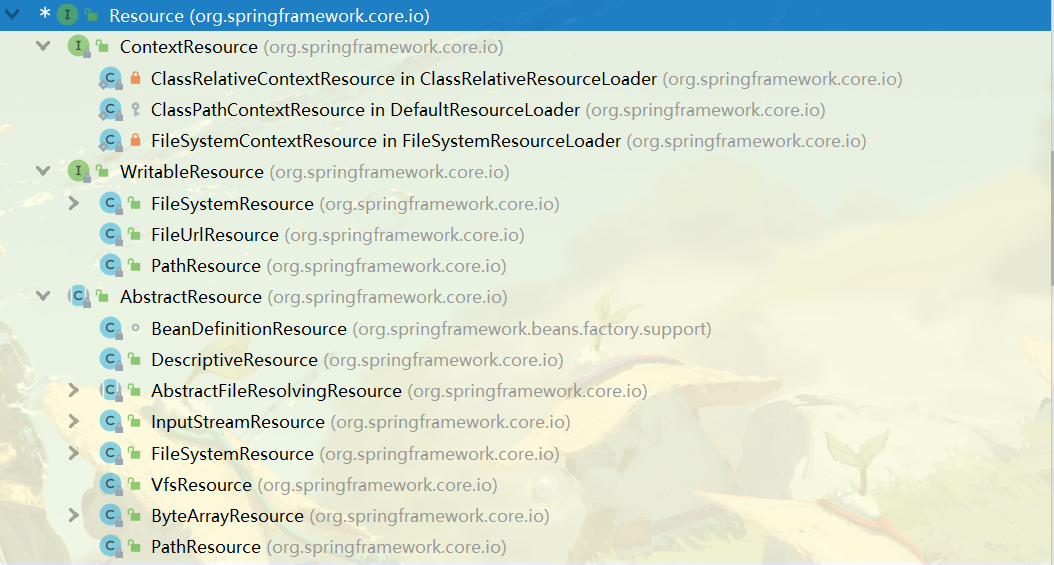 * I Resource (org.springframework.core.io)
I ContextResource (org.springframework.core.io)
C ClassRelativeContextResource in ClassRelativeResourceLoader (org.springframework.core.io)
C ClassPathContextResource in DefaultResourceLoader (org.springframework.core.io)
C FileSystemContextResource in FileSystemResourceLoader (org.springframework.core.io)
I WritableResource (org.springframework.core.io)
C FileSystemResource (org.springframework.core.io)
C FileUrlResource (org.springframework.core.io)
C PathResource (org.springframework.core.io)
C AbstractResource (org.springframework.core.io)
C BeanDefinitionResource (org.springframework.beans.factory.support)
C DescriptiveResource (org.springframework.core.io)
C AbstractFileResolvingResource (org.springframework.core.io)
C InputStreamResource (org.springframework.core.io)
C FileSystemResource (org.springframework.core.io)
C VfsResource (org.springframework.core.io)
C ByteArrayResource (org.springframework.core.io)
C PathResource (org.springframework.core.io)